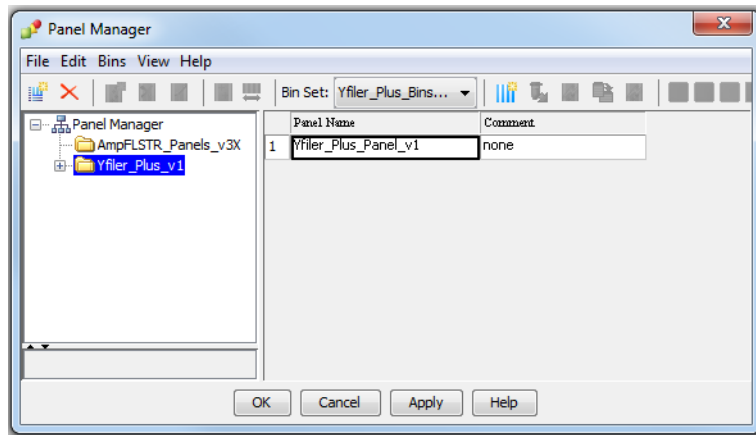 Panel Manager
File Edit Bins View Help
Bin Set: Yfiler_Plus_Bins...
Panel Manager
AmpFLSTR_Panels_v3X
Yfiler_Plus_v1
Panel Name Comment
1 Yfiler_Plus_Panel_v1 none
OK Cancel Apply Help